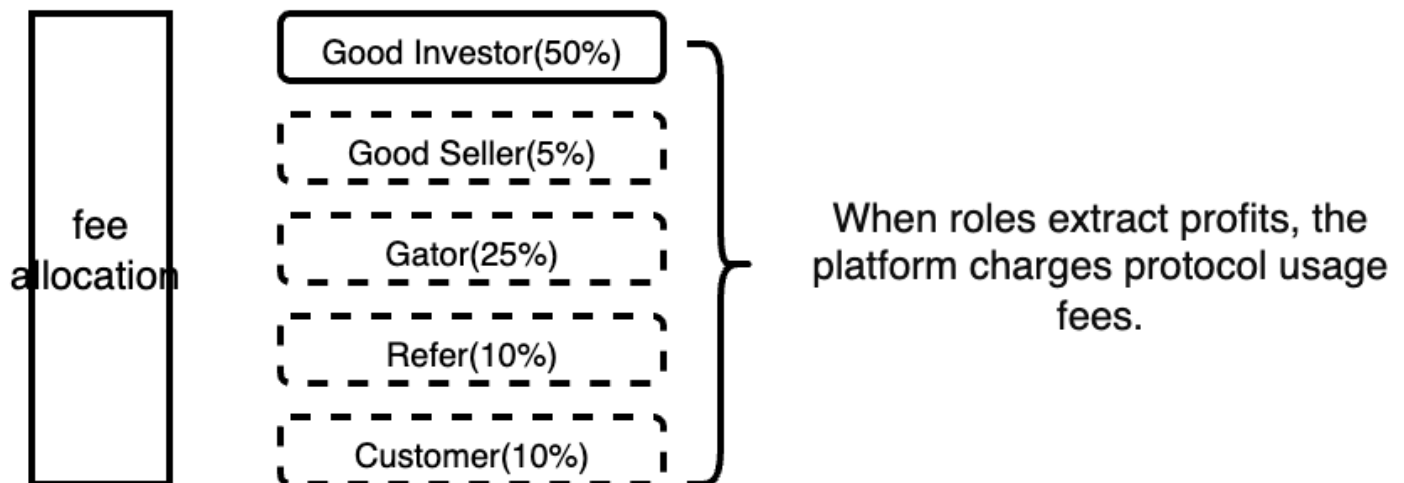 fee
allocation
Good Investor(50%)
Good Seller(5%)
Gator(25%)
Refer(10%)
Customer(10%)
When roles extract profits, the
platform charges protocol usage
fees.